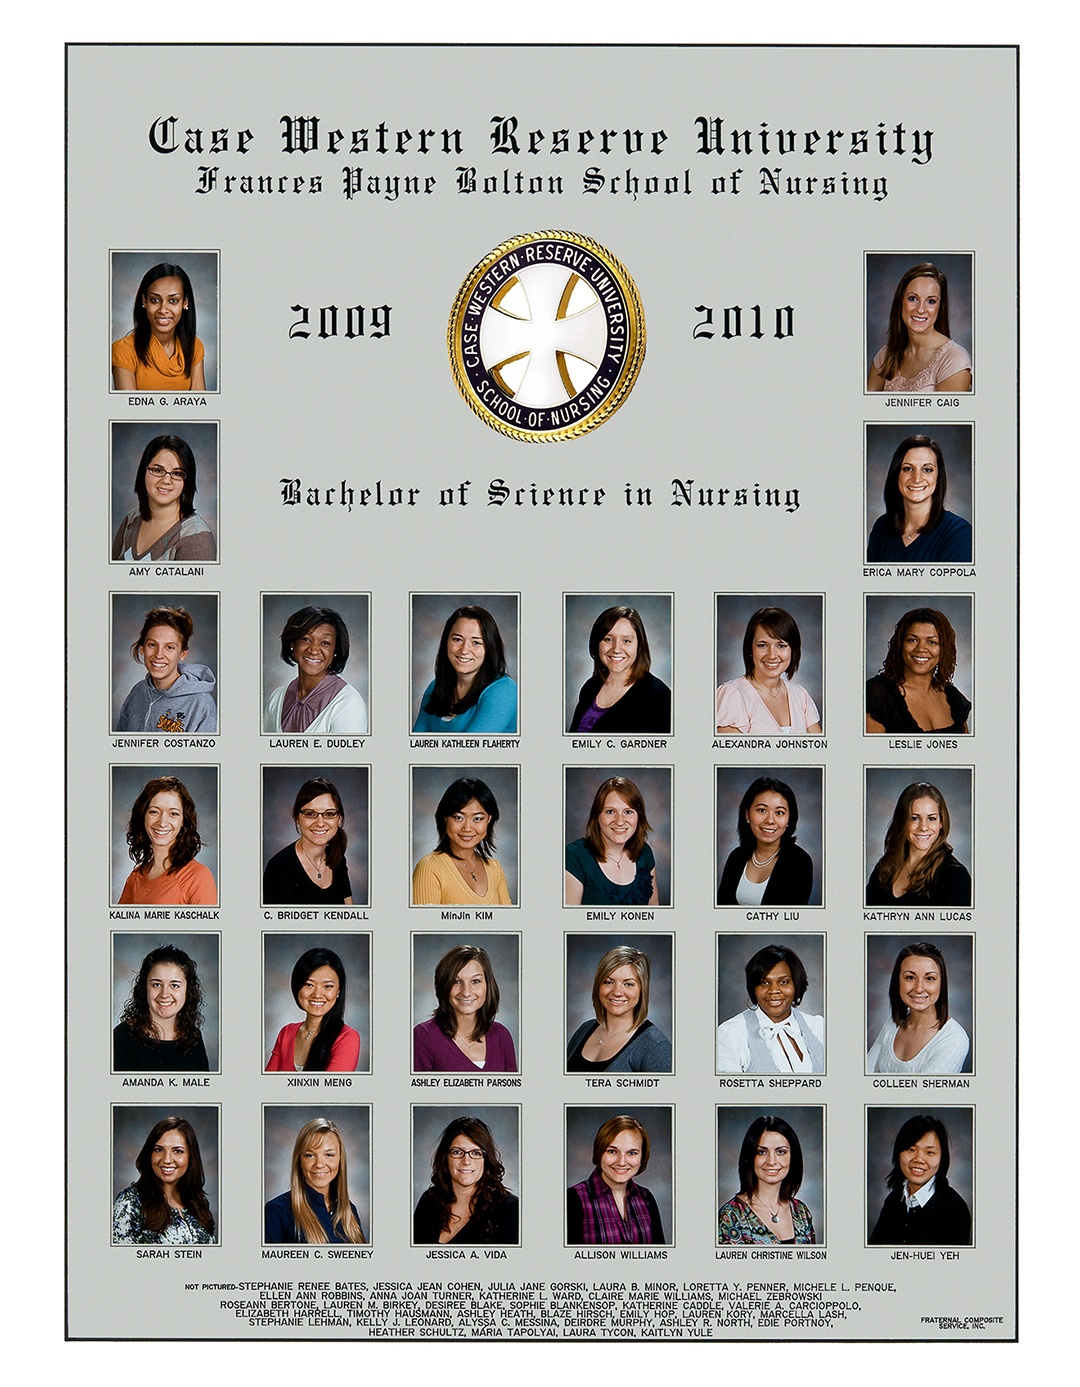 Case Western Reserve University
Frances Payne Bolton School of Nursing
2009
CASE · WESTERN · RESERVE · UNIVERSITY
· SCHOOL · OF · NURSING ·
2010
EDNA G. ARAYA
JENNIFER CAIG
Bachelor of Science in Nursing
AMY CATALANI
ERICA MARY COPPOLA
JENNIFER COSTANZO
LAUREN E. DUDLEY
LAUREN KATHLEEN FLAHERTY
EMILY C. GARDNER
ALEXANDRA JOHNSTON
LESLIE JONES
KALINA MARIE KASCHALK
C. BRIDGET KENDALL
MinJin KIM
EMILY KONEN
CATHY LIU
KATHRYN ANN LUCAS
AMANDA K. MALE
XINXIN MENG
ASHLEY ELIZABETH PARSONS
TERA SCHMIDT
ROSETTA SHEPPARD
COLLEEN SHERMAN
SARAH STEIN
MAUREEN C. SWEENEY
JESSICA A. VIDA
ALLISON WILLIAMS
LAUREN CHRISTINE WILSON
JEN-HUEI YEH
NOT PICTURED-STEPHANIE RENEE BATES, JESSICA JEAN COHEN, JULIA JANE GORSKI, LAURA B. MINOR, LORETTA Y. PENNER, MICHELE L. PENQUE,
ELLEN ANN ROBBINS, ANNA JOAN TURNER, KATHERINE L. WARD, CLAIRE MARIE WILLIAMS, MICHAEL ZEBROWSKI
ROSEANN BERTONE, LAUREN M. BIRKEY, DESIREE BLAKE, SOPHIE BLANKENSOP, KATHERINE CADDLE, VALERIE A. CARCIOPPOLO,
ELIZABETH HARRELL, TIMOTHY HAUSMANN, ASHLEY HEATH, BLAZE HIRSCH, EMILY HOP, LAUREN KORY, MARCELLA LASH,
STEPHANIE LEHMAN, KELLY J. LEONARD, ALYSSA C. MESSINA, DEIRDRE MURPHY, ASHLEY R. NORTH, EDIE PORTNOY,
HEATHER SCHULTZ, MARIA TAPOLYAI, LAURA TYCON, KAITLYN YULE
FRATERNAL COMPOSITE
SERVICE, INC.